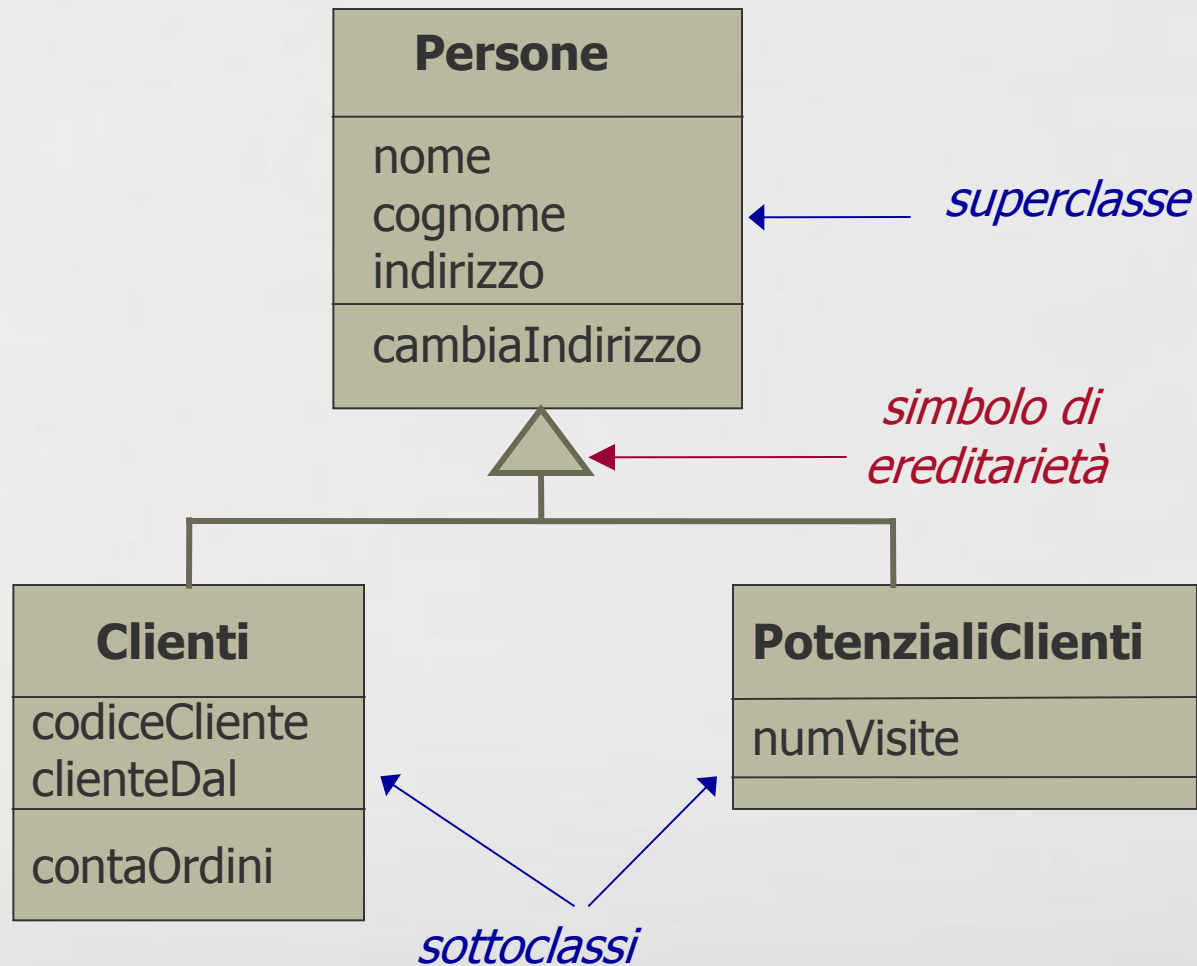 Persone
nome
cognome
indirizzo
cambiaIndirizzo
superclasse
simbolo di
ereditarietà
Clienti
codiceCliente
clienteDal
contaOrdini
PotenzialiClienti
numVisite
sottoclassi